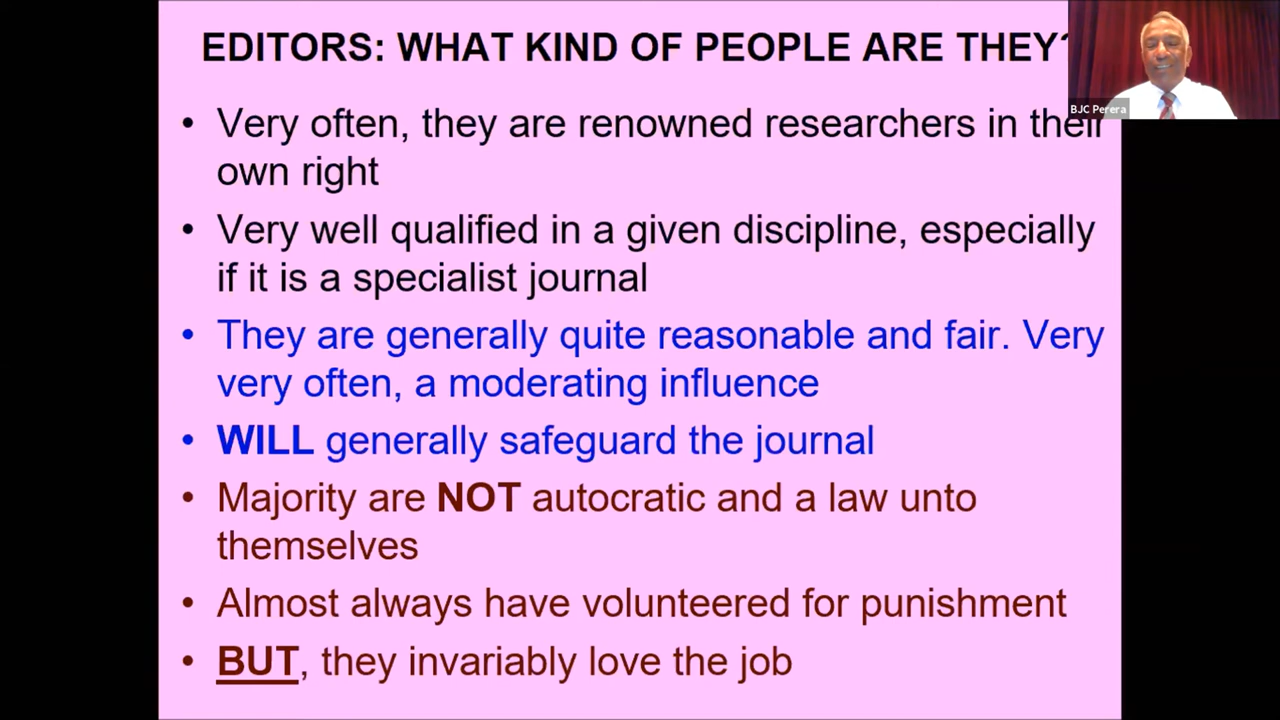 EDITORS: WHAT KIND OF PEOPLE ARE THEY?
BJC Perera
• Very often, they are renowned researchers in their
own right
• Very well qualified in a given discipline, especially
if it is a specialist journal
• They are generally quite reasonable and fair. Very
very often, a moderating influence
• WILL generally safeguard the journal
• Majority are NOT autocratic and a law unto
themselves
• Almost always have volunteered for punishment
• BUT, they invariably love the job